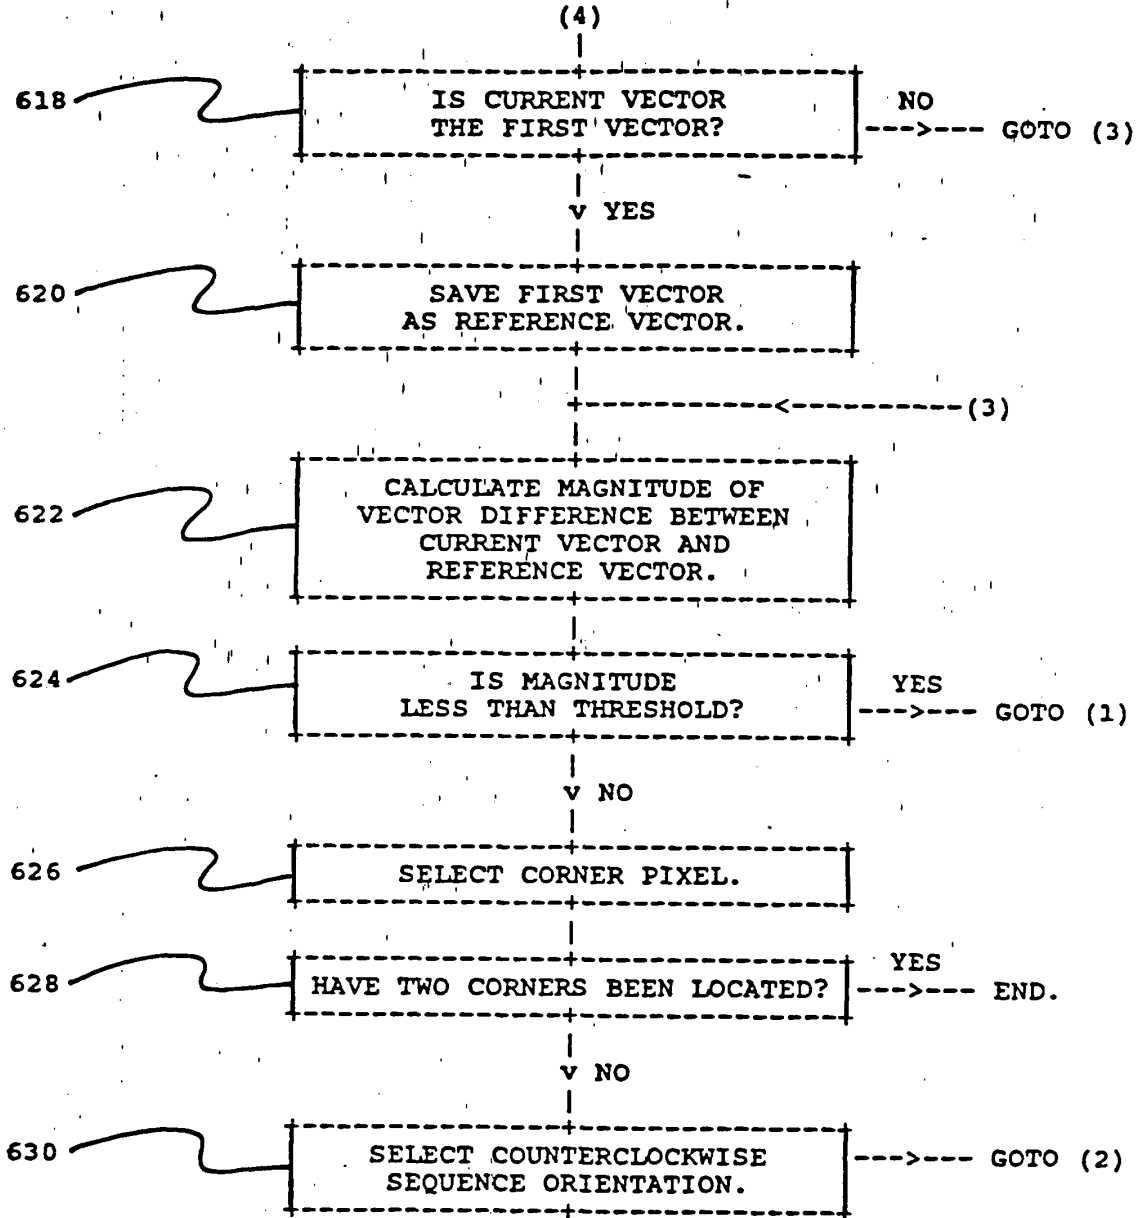 (4)
618
IS CURRENT VECTOR
THE FIRST VECTOR?
NO
--->--- GOTO (3)
v YES
620
SAVE FIRST VECTOR
AS REFERENCE VECTOR.
(3)
622
CALCULATE MAGNITUDE OF
VECTOR DIFFERENCE BETWEEN
CURRENT VECTOR AND
REFERENCE VECTOR.
624
IS MAGNITUDE
LESS THAN THRESHOLD?
YES
--->--- GOTO (1)
v NO
626
SELECT CORNER PIXEL.
628
HAVE TWO CORNERS BEEN LOCATED?
YES
--->--- END.
v NO
630
SELECT COUNTERCLOCKWISE
SEQUENCE ORIENTATION.
--->--- GOTO (2)